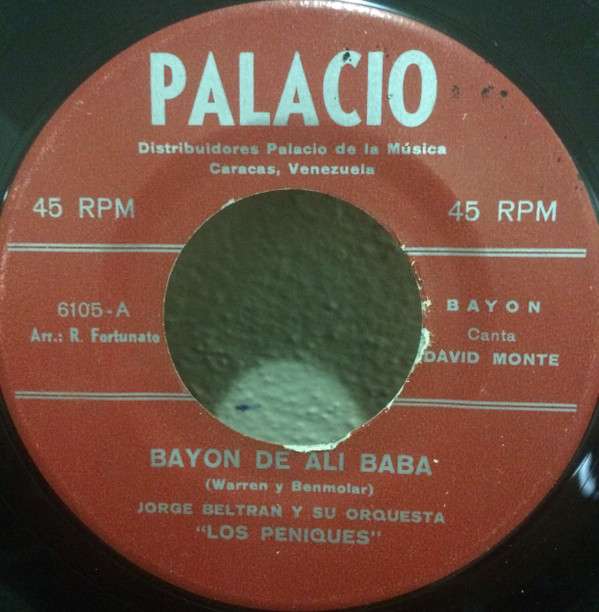 PALACIO
Distribuidores Palacio de la Música
Caracas, Venezuela
45 RPM
45 RPM
6105-A
Arr.: R. Fortunato
BAYON
Canta
DAVID MONTE
BAYON DE ALI BABA
(Warren y Benmolar)
JORGE BELTRAN Y SU ORQUESTA
"LOS PENIQUES"